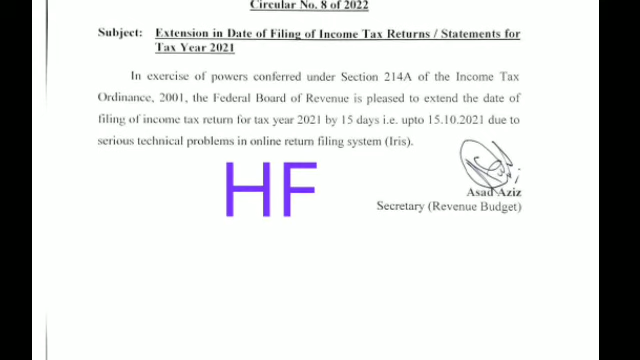 Circular No. 8 of 2022
Subject: Extension in Date of Filing of Income Tax Returns / Statements for
Tax Year 2021
In exercise of powers conferred under Section 214A of the Income Tax
Ordinance, 2001, the Federal Board of Revenue is pleased to extend the date of
filing of income tax return for tax year 2021 by 15 days i.e. upto 15.10.2021 due to
serious technical problems in online return filing system (Iris).
HF
Asad Aziz
Secretary (Revenue Budget)